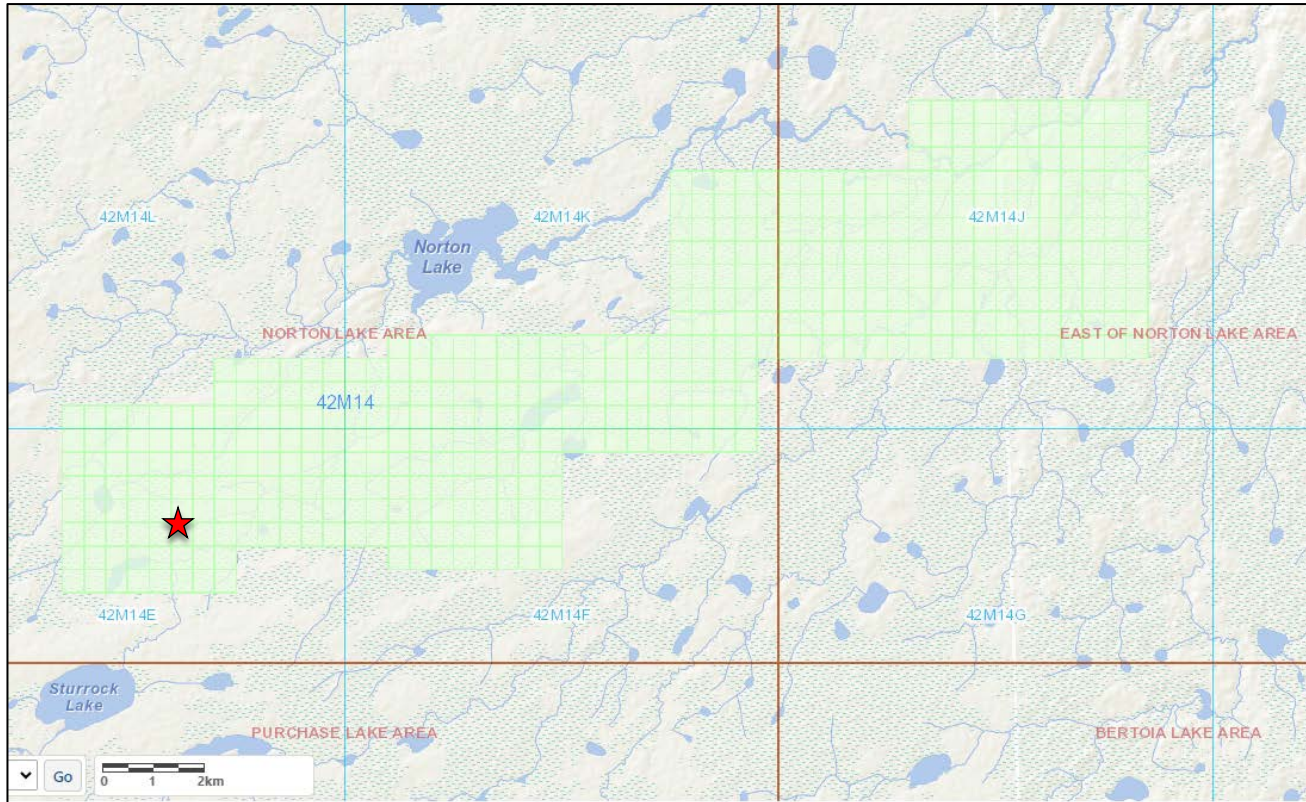 42M14L
42M14K
42M14J
Norton
Lake
NORTON LAKE AREA
EAST OF NORTON LAKE AREA
42M14
42M14E
42M14F
42M14G
Sturrock
Lake
PURCHASE LAKE AREA
BERTOIA LAKE AREA
Go
0 1 2km